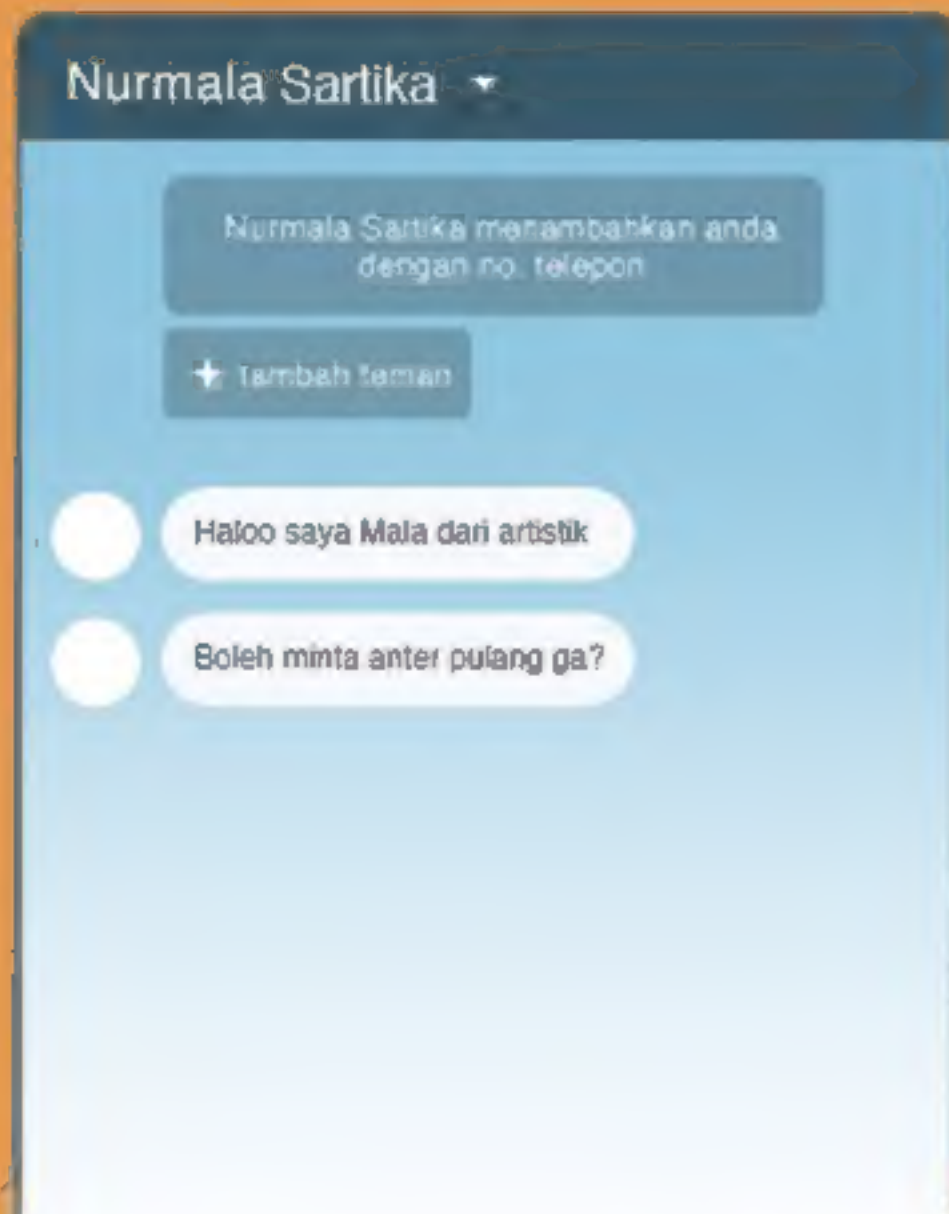 Nurmala Sartika
Nurmala Sartika menambahkan anda
dengan no. telepon
+ Tambah teman
Haloo saya Mala dari artistik
Boleh minta anter pulang ga?